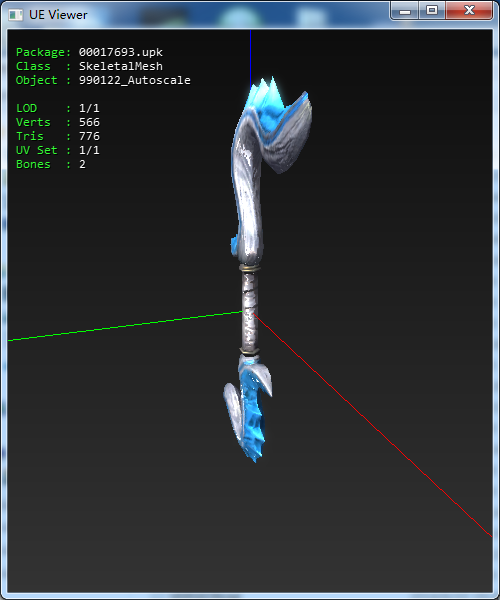 UE Viewer
Package: 00017693.upk
Class : SkeletalMesh
Object : 990122_Autoscale
LOD : 1/1
Verts : 566
Tris : 776
UV Set : 1/1
Bones : 2